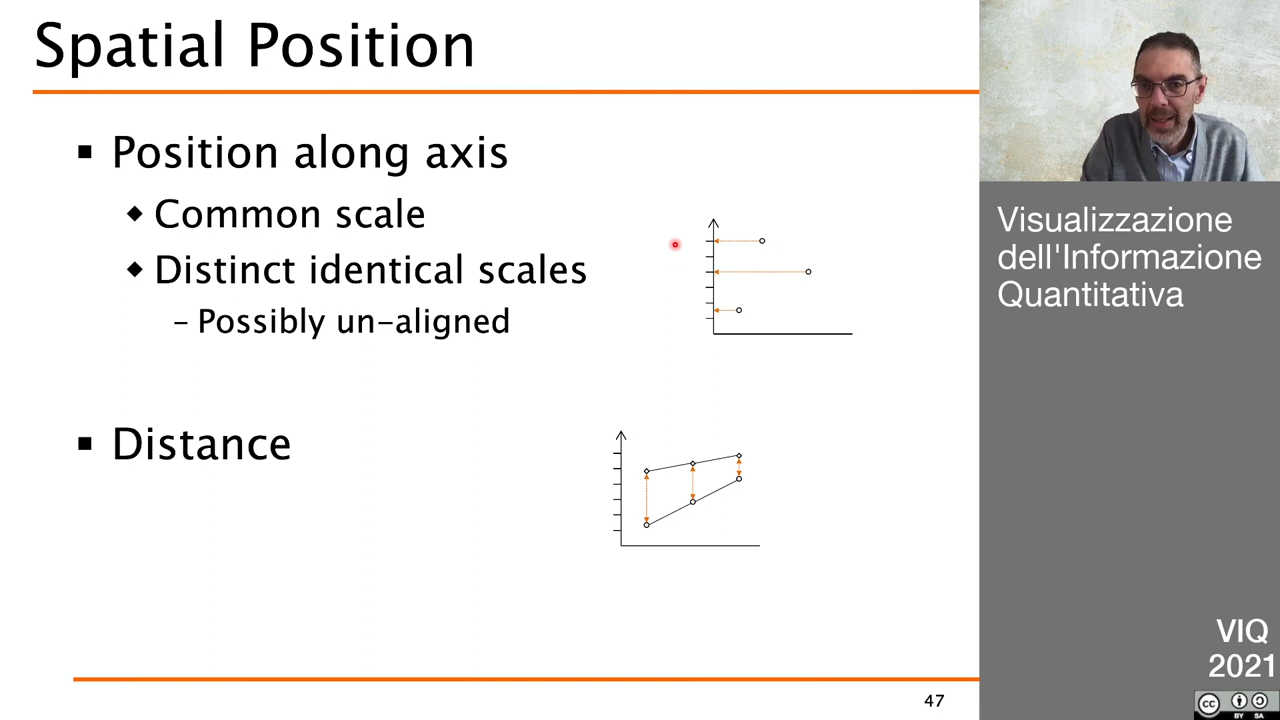 Spatial Position
▪ Position along axis
◆ Common scale
◆ Distinct identical scales
– Possibly un-aligned
▪ Distance
47
Visualizzazione
dell'Informazione
Quantitativa
VIQ
2021
cc
BY SA